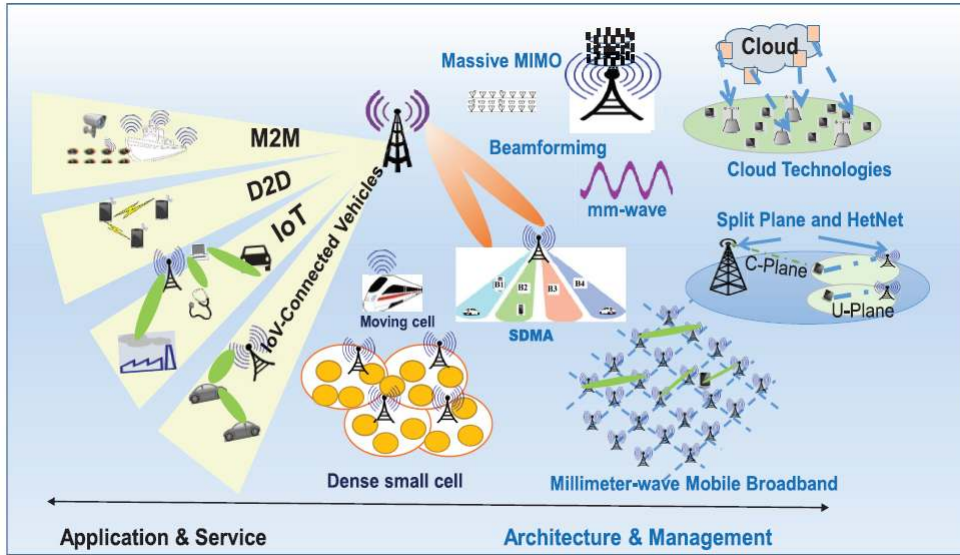 Massive MIMO
Cloud
M2M
Beamformimg
Cloud Technologies
D2D
mm-wave
IoT
Split Plane and HetNet
IoV-Connected Vehicles
C-Plane
B1 B2 B3 B4
U-Plane
Moving cell
SDMA
Dense small cell
Millimeter-wave Mobile Broadband
Application & Service
Architecture & Management